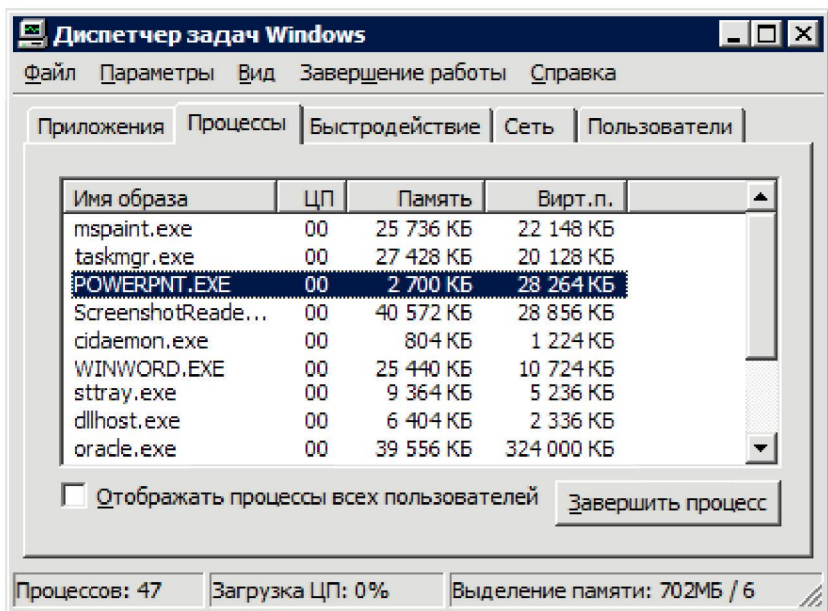 Диспетчер задач Windows
Файл Параметры Вид Завершение работы Справка
Приложения Процессы Быстродействие Сеть Пользователи
Имя образа ЦП Память Вирт.п.
mspaint.exe 00 25 736 КБ 22 148 КБ
taskmgr.exe 00 27 428 КБ 20 128 КБ
POWERPNT.EXE 00 2 700 КБ 28 264 КБ
ScreenshotReade... 00 40 572 КБ 28 856 КБ
cidaemon.exe 00 804 КБ 1 224 КБ
WINWORD.EXE 00 25 440 КБ 10 724 КБ
sttray.exe 00 9 364 КБ 5 236 КБ
dllhost.exe 00 6 404 КБ 2 336 КБ
oracle.exe 00 39 556 КБ 324 000 КБ
Отображать процессы всех пользователей Завершить процесс
Процессов: 47 Загрузка ЦП: 0% Выделение памяти: 702МБ / 6